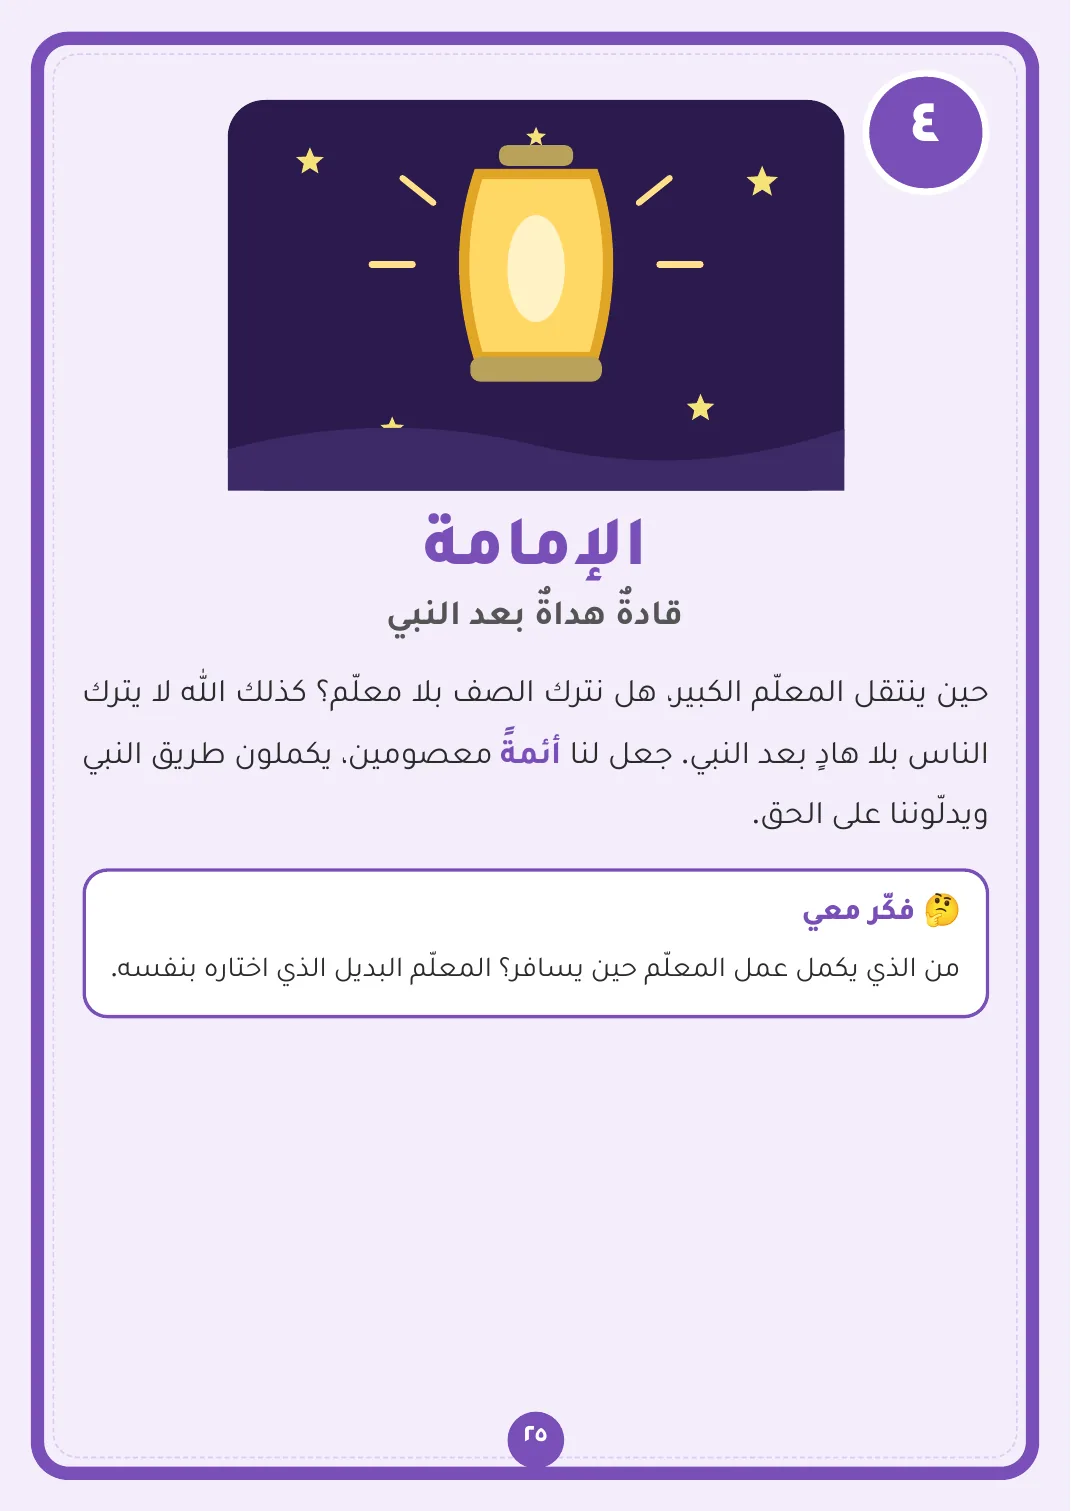 ٤
الإمامة
قادةٌ هداةٌ بعد النبي
حين ينتقل المعلّم الكبير، هل نترك الصف بلا معلّم؟ كذلك الله لا يترك
الناس بلا هادٍ بعد النبي. جعل لنا أئمةً معصومين، يكملون طريق النبي
ويدلّوننا على الحق.
🤔 فكّر معي
من الذي يكمل عمل المعلّم حين يسافر؟ المعلّم البديل الذي اختاره بنفسه.
٢٥